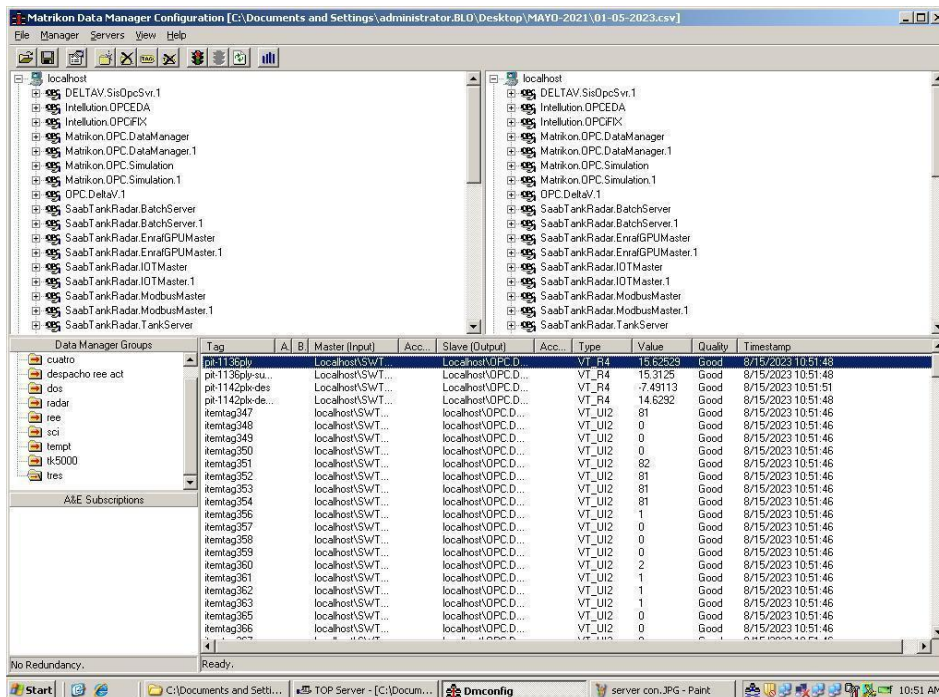 Matrikon Data Manager Configuration [C:\Documents and Settings\administrator.BLO\Desktop\MAYO-2021\01-05-2023.csv]
File Manager Servers View Help
localhost
DELTAV.SisOpcSvr.1
Intellution.OPCEDA
Intellution.OPCiFIX
Matrikon.OPC.DataManager
Matrikon.OPC.DataManager.1
Matrikon.OPC.Simulation
Matrikon.OPC.Simulation.1
OPC.DeltaV.1
SaabTankRadar.BatchServer
SaabTankRadar.BatchServer.1
SaabTankRadar.EnrafGPUMaster
SaabTankRadar.EnrafGPUMaster.1
SaabTankRadar.IOTMaster
SaabTankRadar.IOTMaster.1
SaabTankRadar.ModbusMaster
SaabTankRadar.ModbusMaster.1
SaabTankRadar.TankServer
localhost
DELTAV.SisOpcSvr.1
Intellution.OPCEDA
Intellution.OPCiFIX
Matrikon.OPC.DataManager
Matrikon.OPC.DataManager.1
Matrikon.OPC.Simulation
Matrikon.OPC.Simulation.1
OPC.DeltaV.1
SaabTankRadar.BatchServer
SaabTankRadar.BatchServer.1
SaabTankRadar.EnrafGPUMaster
SaabTankRadar.EnrafGPUMaster.1
SaabTankRadar.IOTMaster
SaabTankRadar.IOTMaster.1
SaabTankRadar.ModbusMaster
SaabTankRadar.ModbusMaster.1
SaabTankRadar.TankServer
Data Manager Groups
cuatro
despacho ree act
dos
radar
ree
sci
tempt
tk5000
tres
A&E Subscriptions
Tag A. B. Master (Input) Acc... Slave (Output) Acc... Type Value Quality Timestamp
pit-1136ply Localhost\SWT... Localhost\OPC.D... VT_R4 15.62529 Good 8/15/2023 10:51:48
pit-1136ply-su... Localhost\SWT... Localhost\OPC.D... VT_R4 15.3125 Good 8/15/2023 10:51:48
pit-1142plx-des Localhost\SWT... Localhost\OPC.D... VT_R4 -7.49113 Good 8/15/2023 10:51:51
pit-1142plx-de... Localhost\SWT... Localhost\OPC.D... VT_R4 14.6292 Good 8/15/2023 10:51:48
itemtag347 localhost\SWT... localhost\OPC.D... VT_UI2 81 Good 8/15/2023 10:51:46
itemtag348 localhost\SWT... localhost\OPC.D... VT_UI2 0 Good 8/15/2023 10:51:46
itemtag349 localhost\SWT... localhost\OPC.D... VT_UI2 0 Good 8/15/2023 10:51:46
itemtag350 localhost\SWT... localhost\OPC.D... VT_UI2 0 Good 8/15/2023 10:51:46
itemtag351 localhost\SWT... localhost\OPC.D... VT_UI2 82 Good 8/15/2023 10:51:46
itemtag352 localhost\SWT... localhost\OPC.D... VT_UI2 81 Good 8/15/2023 10:51:46
itemtag353 localhost\SWT... localhost\OPC.D... VT_UI2 81 Good 8/15/2023 10:51:46
itemtag354 localhost\SWT... localhost\OPC.D... VT_UI2 81 Good 8/15/2023 10:51:46
itemtag356 localhost\SWT... localhost\OPC.D... VT_UI2 1 Good 8/15/2023 10:51:46
itemtag357 localhost\SWT... localhost\OPC.D... VT_UI2 0 Good 8/15/2023 10:51:46
itemtag358 localhost\SWT... localhost\OPC.D... VT_UI2 0 Good 8/15/2023 10:51:46
itemtag359 localhost\SWT... localhost\OPC.D... VT_UI2 0 Good 8/15/2023 10:51:46
itemtag360 localhost\SWT... localhost\OPC.D... VT_UI2 2 Good 8/15/2023 10:51:46
itemtag361 localhost\SWT... localhost\OPC.D... VT_UI2 1 Good 8/15/2023 10:51:46
itemtag362 localhost\SWT... localhost\OPC.D... VT_UI2 1 Good 8/15/2023 10:51:46
itemtag363 localhost\SWT... localhost\OPC.D... VT_UI2 1 Good 8/15/2023 10:51:46
itemtag365 localhost\SWT... localhost\OPC.D... VT_UI2 0 Good 8/15/2023 10:51:46
itemtag366 localhost\SWT... localhost\OPC.D... VT_UI2 0 Good 8/15/2023 10:51:46
No Redundancy. Ready.
Start C:\Documents and Setti... TOP Server - [C:\Docum... Dmconfig server con.JPG - Paint 10:51 AM